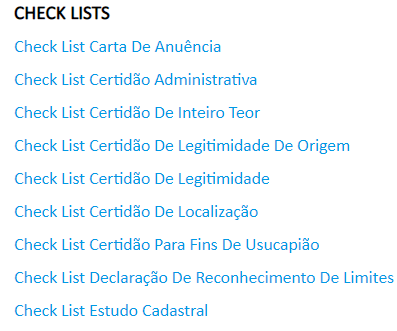 CHECK LISTS
Check List Carta De Anuência
Check List Certidão Administrativa
Check List Certidão De Inteiro Teor
Check List Certidão De Legitimidade De Origem
Check List Certidão De Legitimidade
Check List Certidão De Localização
Check List Certidão Para Fins De Usucapião
Check List Declaração De Reconhecimento De Limites
Check List Estudo Cadastral